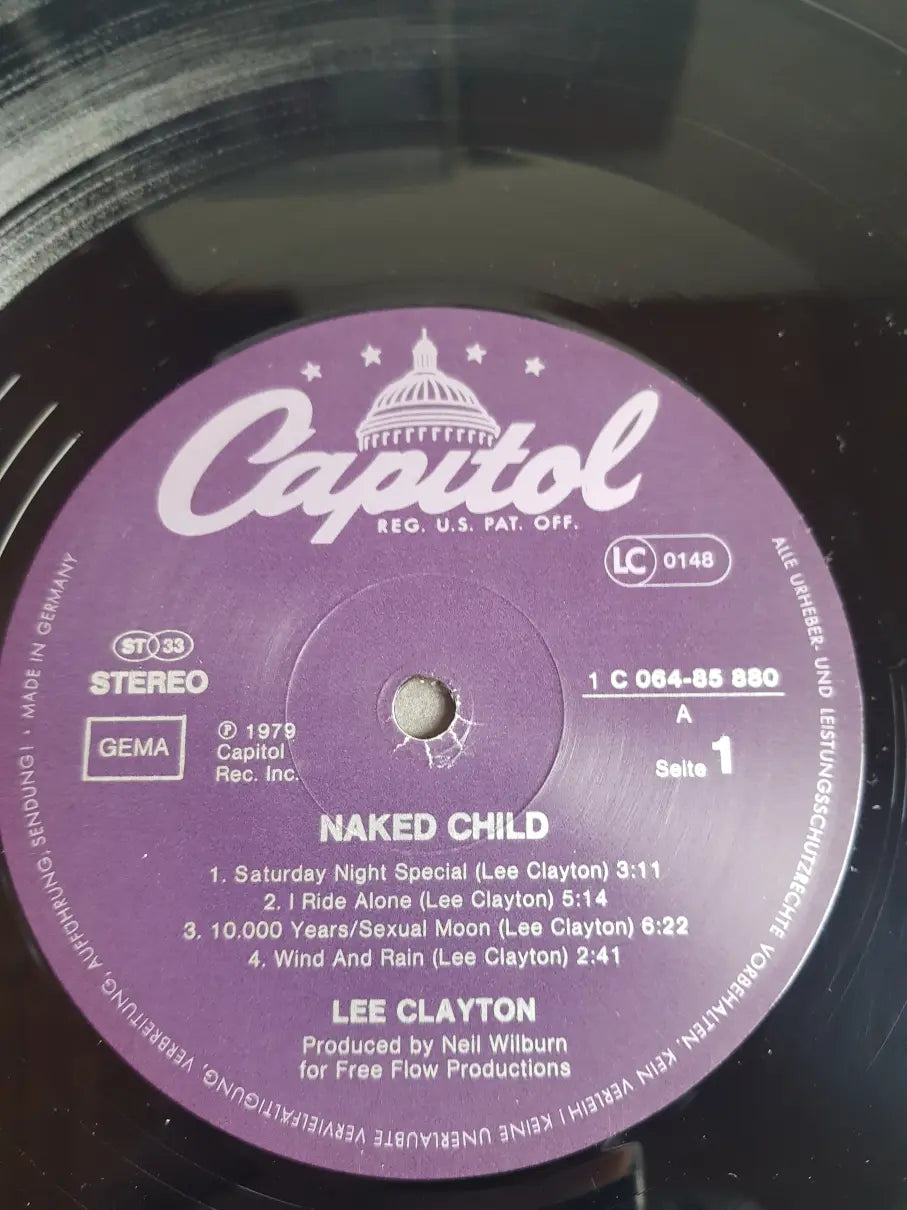 Capitol
REG. U.S. PAT. OFF.
LC 0148
ST 33
STEREO
GEMA
℗ 1979
Capitol
Rec. Inc.
1 C 064-85 880
A
Seite 1
NAKED CHILD
1. Saturday Night Special (Lee Clayton) 3:11
2. I Ride Alone (Lee Clayton) 5:14
3. 10.000 Years/Sexual Moon (Lee Clayton) 6:22
4. Wind And Rain (Lee Clayton) 2:41
LEE CLAYTON
Produced by Neil Wilburn
for Free Flow Productions
ALLE URHEBER- UND LEISTUNGSSCHUTZRECHTE VORBEHALTEN. KEIN VERLEIH! KEINE UNERLAUBTE VERVIELFÄLTIGUNG, VERBREITUNG, AUFFÜHRUNG, SENDUNG! • MADE IN GERMANY